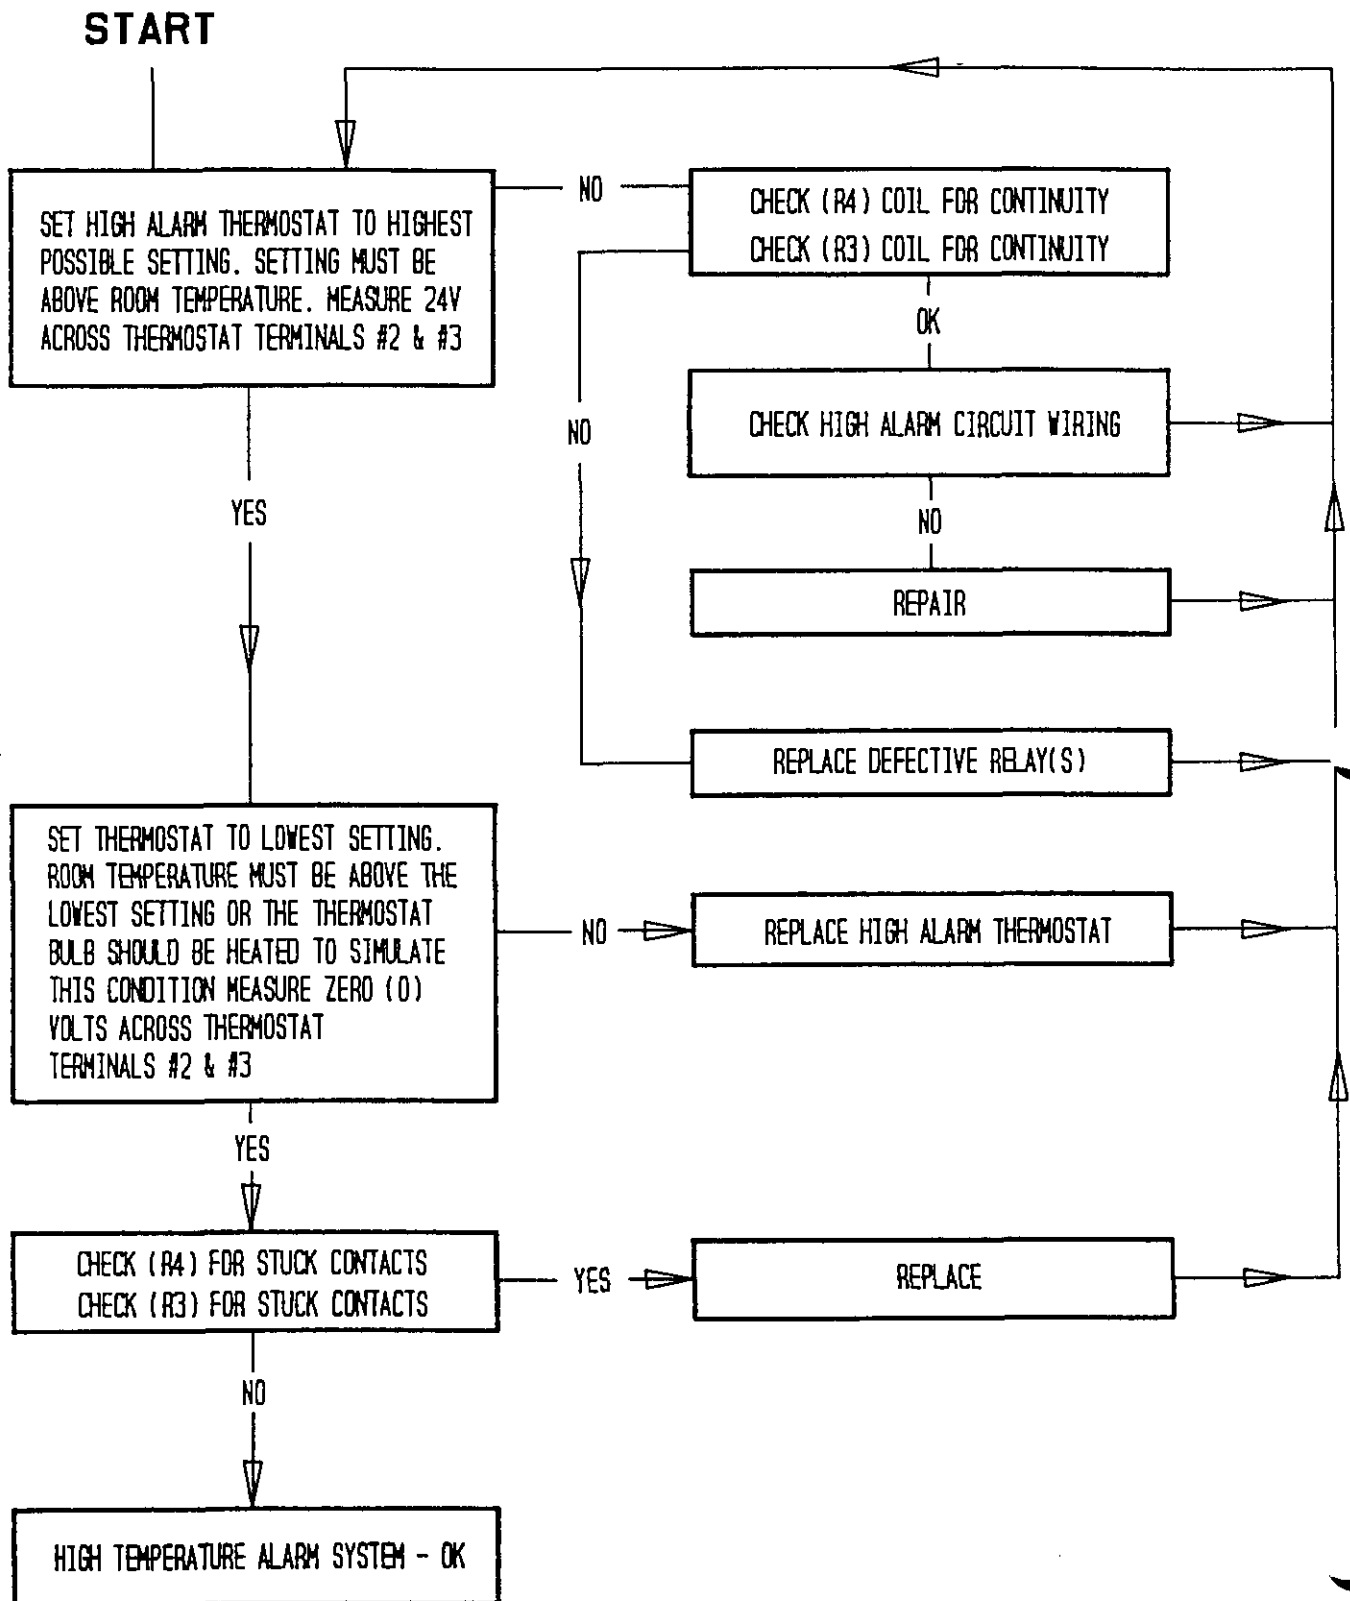 START
SET HIGH ALARM THERMOSTAT TO HIGHEST
POSSIBLE SETTING. SETTING MUST BE
ABOVE ROOM TEMPERATURE. MEASURE 24V
ACROSS THERMOSTAT TERMINALS #2 & #3
NO
CHECK (R4) COIL FOR CONTINUITY
CHECK (R3) COIL FOR CONTINUITY
OK
NO
CHECK HIGH ALARM CIRCUIT WIRING
YES
NO
REPAIR
REPLACE DEFECTIVE RELAY(S)
SET THERMOSTAT TO LOWEST SETTING.
ROOM TEMPERATURE MUST BE ABOVE THE
LOWEST SETTING OR THE THERMOSTAT
BULB SHOULD BE HEATED TO SIMULATE
THIS CONDITION MEASURE ZERO (0)
VOLTS ACROSS THERMOSTAT
TERMINALS #2 & #3
NO
REPLACE HIGH ALARM THERMOSTAT
YES
CHECK (R4) FOR STUCK CONTACTS
CHECK (R3) FOR STUCK CONTACTS
YES
REPLACE
NO
HIGH TEMPERATURE ALARM SYSTEM - OK